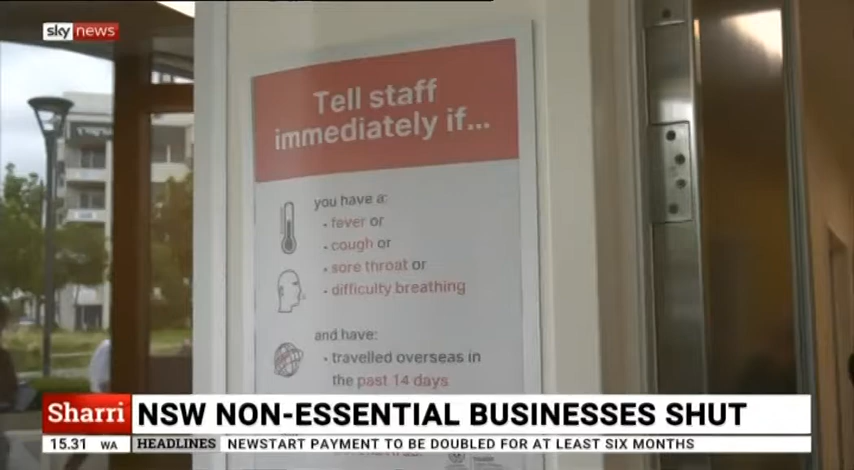 sky news
Tell staff
immediately if...
you have a:
• fever or
• cough or
• sore throat or
• difficulty breathing
and have:
• travelled overseas in
the past 14 days
Sharri NSW NON-ESSENTIAL BUSINESSES SHUT
15.31 WA HEADLINES NEWSTART PAYMENT TO BE DOUBLED FOR AT LEAST SIX MONTHS